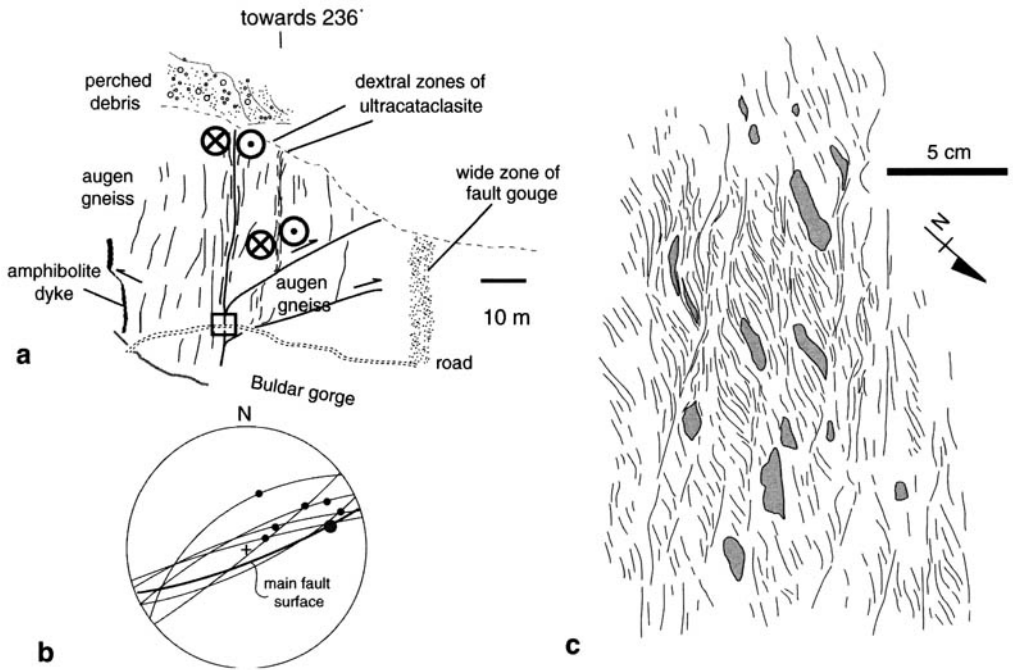 towards 236°
perched
debris
dextral zones of
ultracataclasite
augen
gneiss
wide zone of
fault gouge
amphibolite
dyke
augen
gneiss
10 m
a
road
Buldar gorge
N
main fault
surface
b
5 cm
N
c